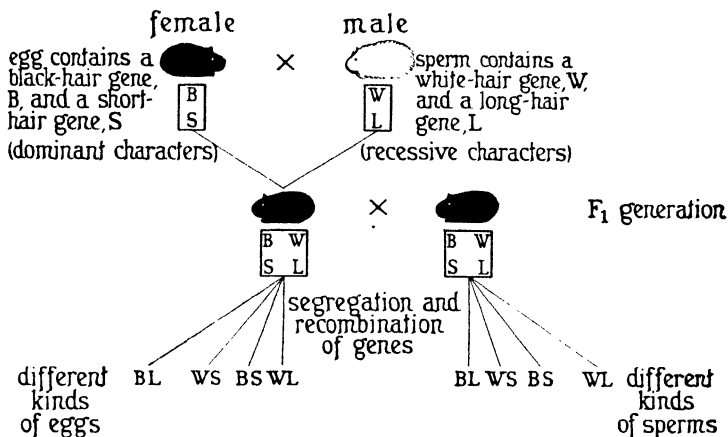 female
male
egg contains a
black-hair gene,
B, and a short-
hair gene, S
(dominant characters)
×
sperm contains a
white-hair gene, W,
and a long-hair
gene, L
(recessive characters)
B
S
W
L
×
F1 generation
B W
S L
B W
S L
segregation and
recombination
of genes
different
kinds
of eggs
BL WS BS WL
BL WS BS WL
different
kinds
of sperms